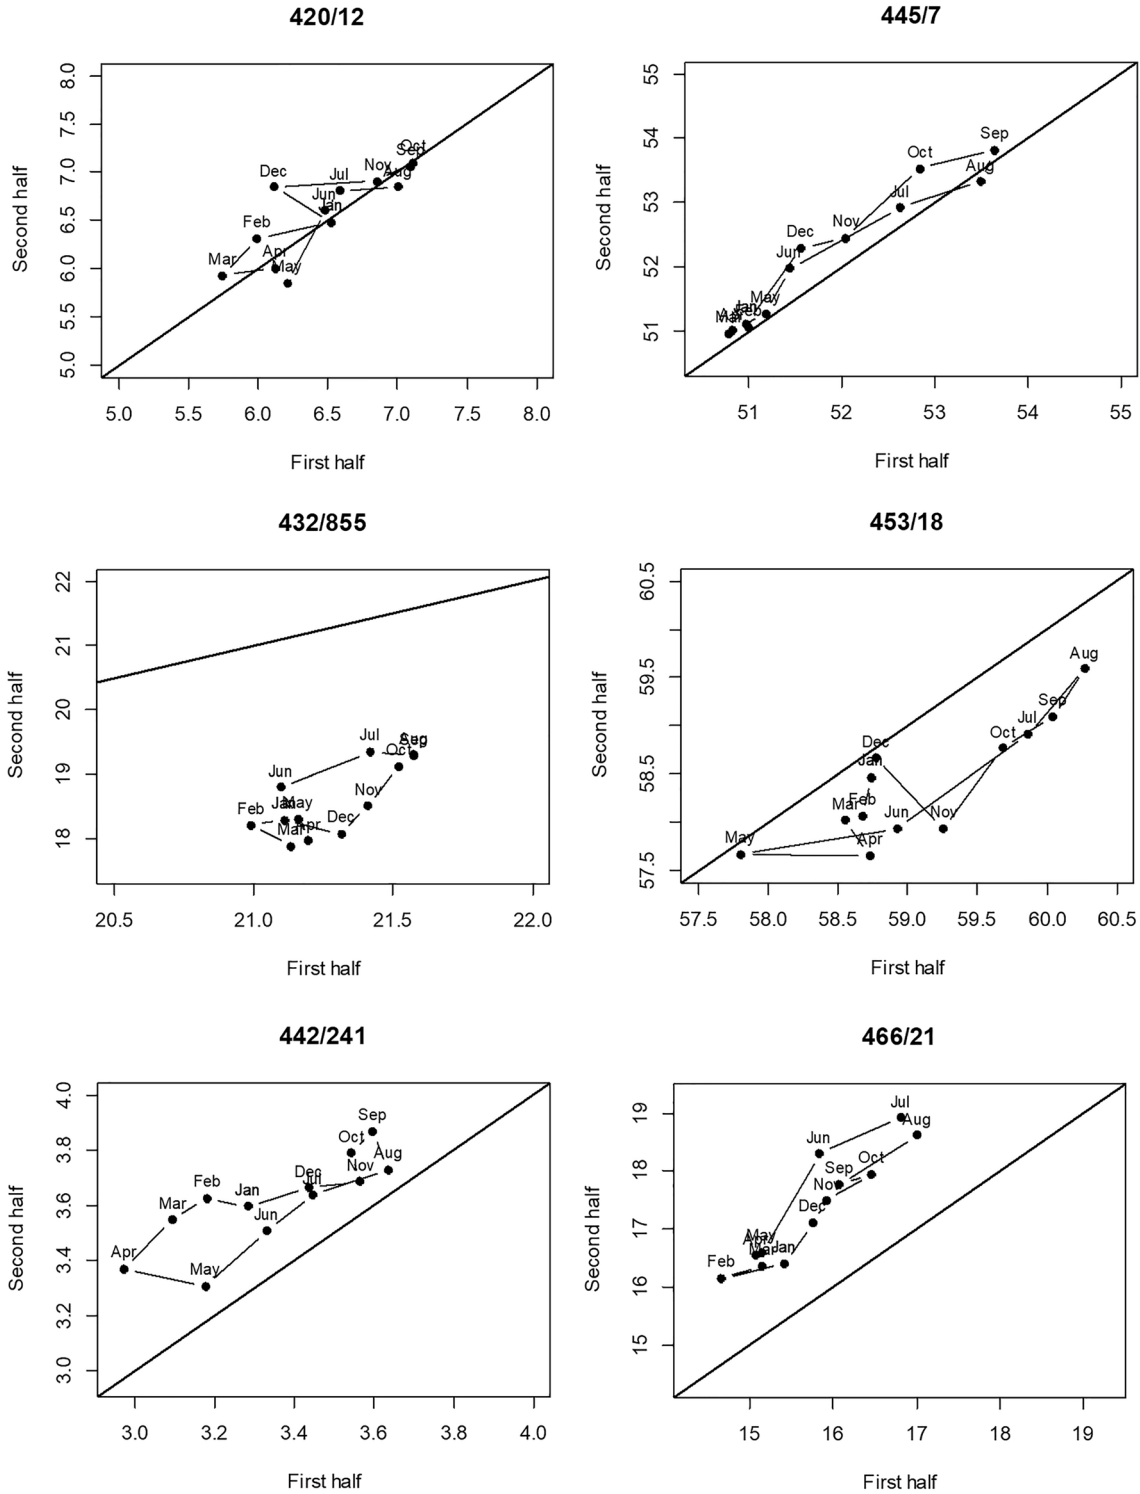 420/12
Second half
8.0
7.5
7.0
6.5
6.0
5.5
5.0
Dec
Jul
Nov
Oct
Sep
Aug
Jun
Jan
Feb
Mar
Apr
May
5.0 5.5 6.0 6.5 7.0 7.5 8.0
First half
445/7
Second half
55
54
53
52
51
Sep
Oct
Aug
Jul
Nov
Dec
Jun
May
Jan
Feb
Apr
Mar
51 52 53 54 55
First half
432/855
Second half
22
21
20
19
18
Jul
Aug
Sep
Oct
Jun
Nov
Feb
Jan
May
Dec
Mar
Apr
20.5 21.0 21.5 22.0
First half
453/18
Second half
60.5
59.5
58.5
57.5
Aug
Sep
Jul
Oct
Dec
Jan
Mar
Feb
Jun
Nov
May
Apr
57.5 58.0 58.5 59.0 59.5 60.0 60.5
First half
442/241
Second half
4.0
3.8
3.6
3.4
3.2
3.0
Sep
Oct
Aug
Nov
Dec
Jul
Feb
Jan
Mar
Jun
Apr
May
3.0 3.2 3.4 3.6 3.8 4.0
First half
466/21
Second half
19
18
17
16
15
Jul
Aug
Jun
Oct
Sep
Nov
Dec
May
Apr
Mar
Jan
Feb
15 16 17 18 19
First half